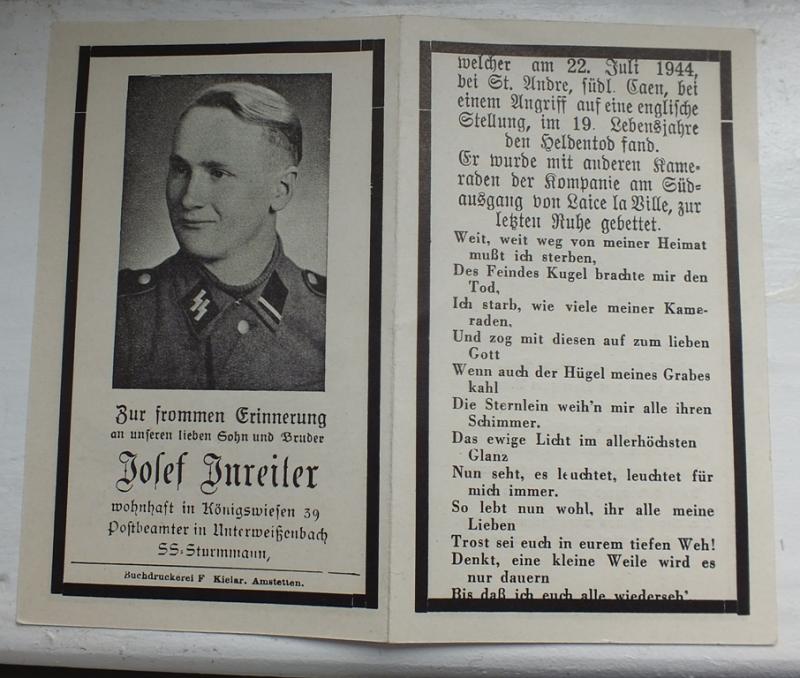 Zur frommen Erinnerung
an unseren lieben Sohn und Bruder
Josef Inreiter
wohnhaft in Königswiesen 39
Postbeamter in Unterweißenbach
SS-Sturmmann,
Buchdruckerei F Kielar. Amstetten.
welcher am 22. Juli 1944,
bei St. Andre, südl. Caen, bei
einem Angriff auf eine englische
Stellung, im 19. Lebensjahre
den Heldentod fand.
Er wurde mit anderen Kame-
raden der Kompanie am Süd-
ausgang von Laice la Ville, zur
letzten Ruhe gebettet.
Weit, weit weg von meiner Heimat
mußt ich sterben,
Des Feindes Kugel brachte mir den
Tod,
Ich starb, wie viele meiner Kame-
raden,
Und zog mit diesen auf zum lieben
Gott
Wenn auch der Hügel meines Grabes
kahl
Die Sternlein weih'n mir alle ihren
Schimmer.
Das ewige Licht im allerhöchsten
Glanz
Nun seht, es leuchtet, leuchtet für
mich immer.
So lebt nun wohl, ihr alle meine
Lieben
Trost sei euch in eurem tiefen Weh!
Denkt, eine kleine Weile wird es
nur dauern
Bis daß ich euch alle wiederseh'.